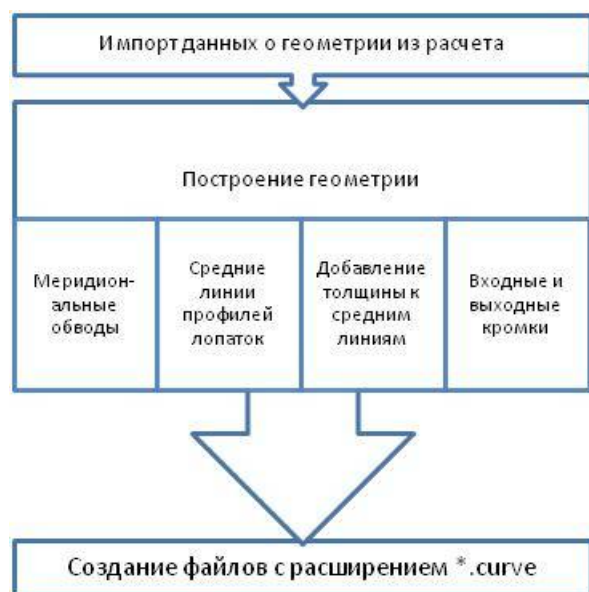 Импорт данных о геометрии из расчета
Построение геометрии
Меридион-
альные
обводы
Средние
линии
профилей
лопаток
Добавление
толщины к
средним
линиям
Входные и
выходные
кромки
Создание файлов с расширением *.curve